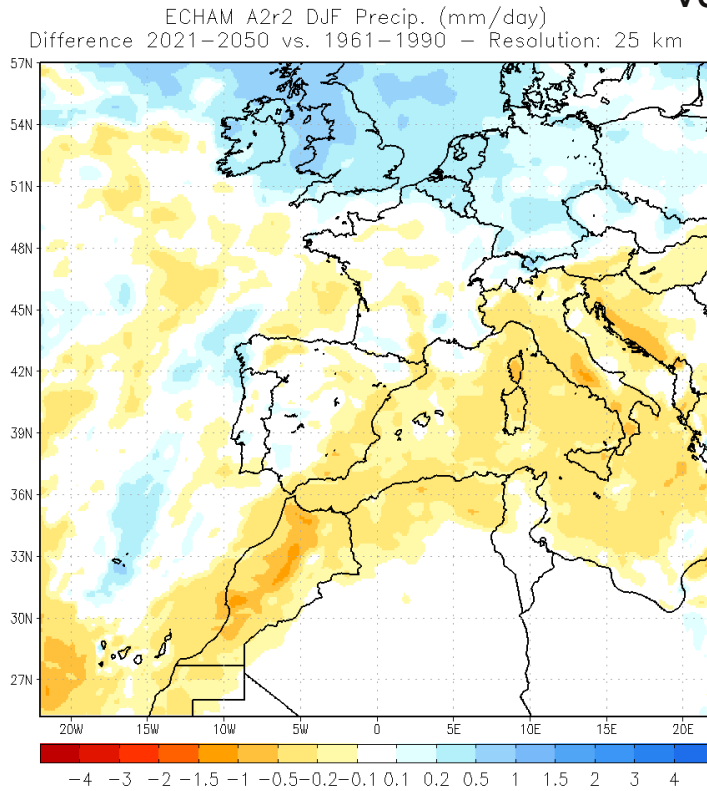 ECHAM A2r2 DJF Precip. (mm/day)
Difference 2021−2050 vs. 1961−1990 − Resolution: 25 km
57N
54N
51N
48N
45N
42N
39N
36N
33N
30N
27N
20W 15W 10W 5W 0 5E 10E 15E 20E
−4 −3 −2 −1.5 −1 −0.5 −0.2 −0.1 0.1 0.2 0.5 1 1.5 2 3 4